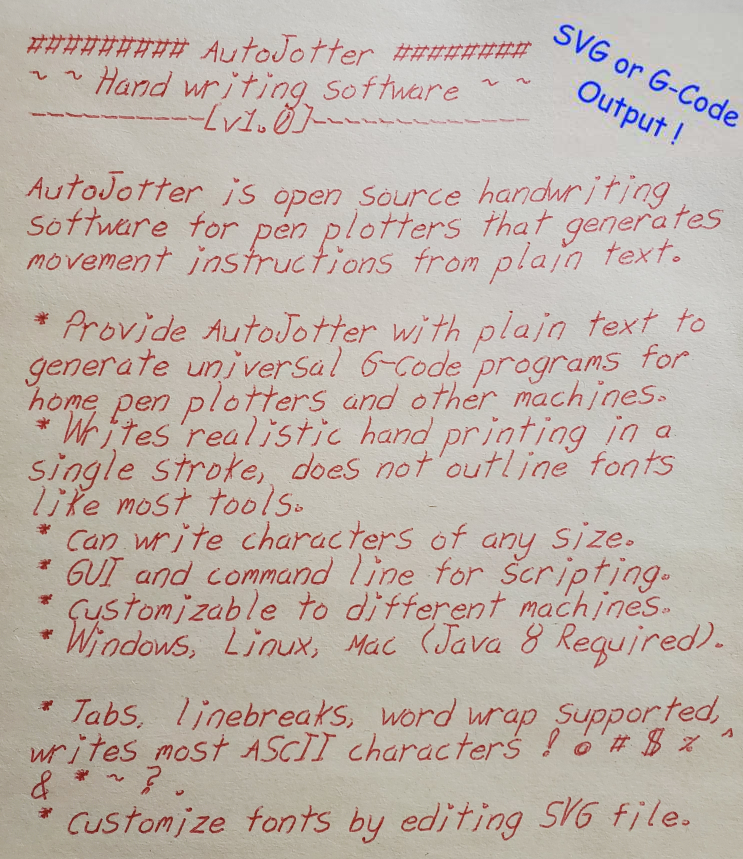 ######### AutoJotter ########
~ ~ Hand writing software ~ ~
----------[v1.0]-------------
SVG or G-Code
Output !
AutoJotter is open source handwriting
software for pen plotters that generates
movement instructions from plain text.
* Provide AutoJotter with plain text to
generate universal G-Code programs for
home pen plotters and other machines.
* Writes realistic hand printing in a
single stroke, does not outline fonts
like most tools.
* Can write characters of any size.
* GUI and command line for scripting.
* Customizable to different machines.
* Windows, Linux, Mac (Java 8 Required).
* Tabs, linebreaks, word wrap supported,
writes most ASCII characters ! @ # $ % ^
& * ~ ? .
* Customize fonts by editing SVG file.